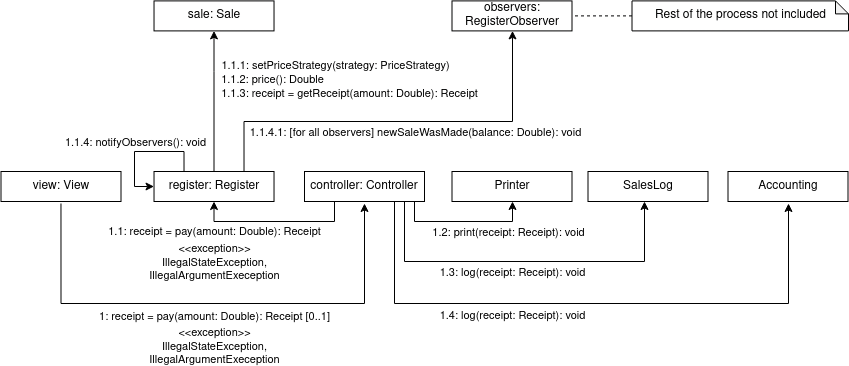 sale: Sale
observers:
RegisterObserver
Rest of the process not included
1.1.1: setPriceStrategy(strategy: PriceStrategy)
1.1.2: price(): Double
1.1.3: receipt = getReceipt(amount: Double): Receipt
1.1.4.1: [for all observers] newSaleWasMade(balance: Double): void
1.1.4: notifyObservers(): void
view: View
register: Register
controller: Controller
Printer
SalesLog
Accounting
1.1: receipt = pay(amount: Double): Receipt
<<exception>>
IllegalStateException,
IllegalArgumentExeception
1.2: print(receipt: Receipt): void
1.3: log(receipt: Receipt): void
1: receipt = pay(amount: Double): Receipt [0..1]
<<exception>>
IllegalStateException,
IllegalArgumentExeception
1.4: log(receipt: Receipt): void